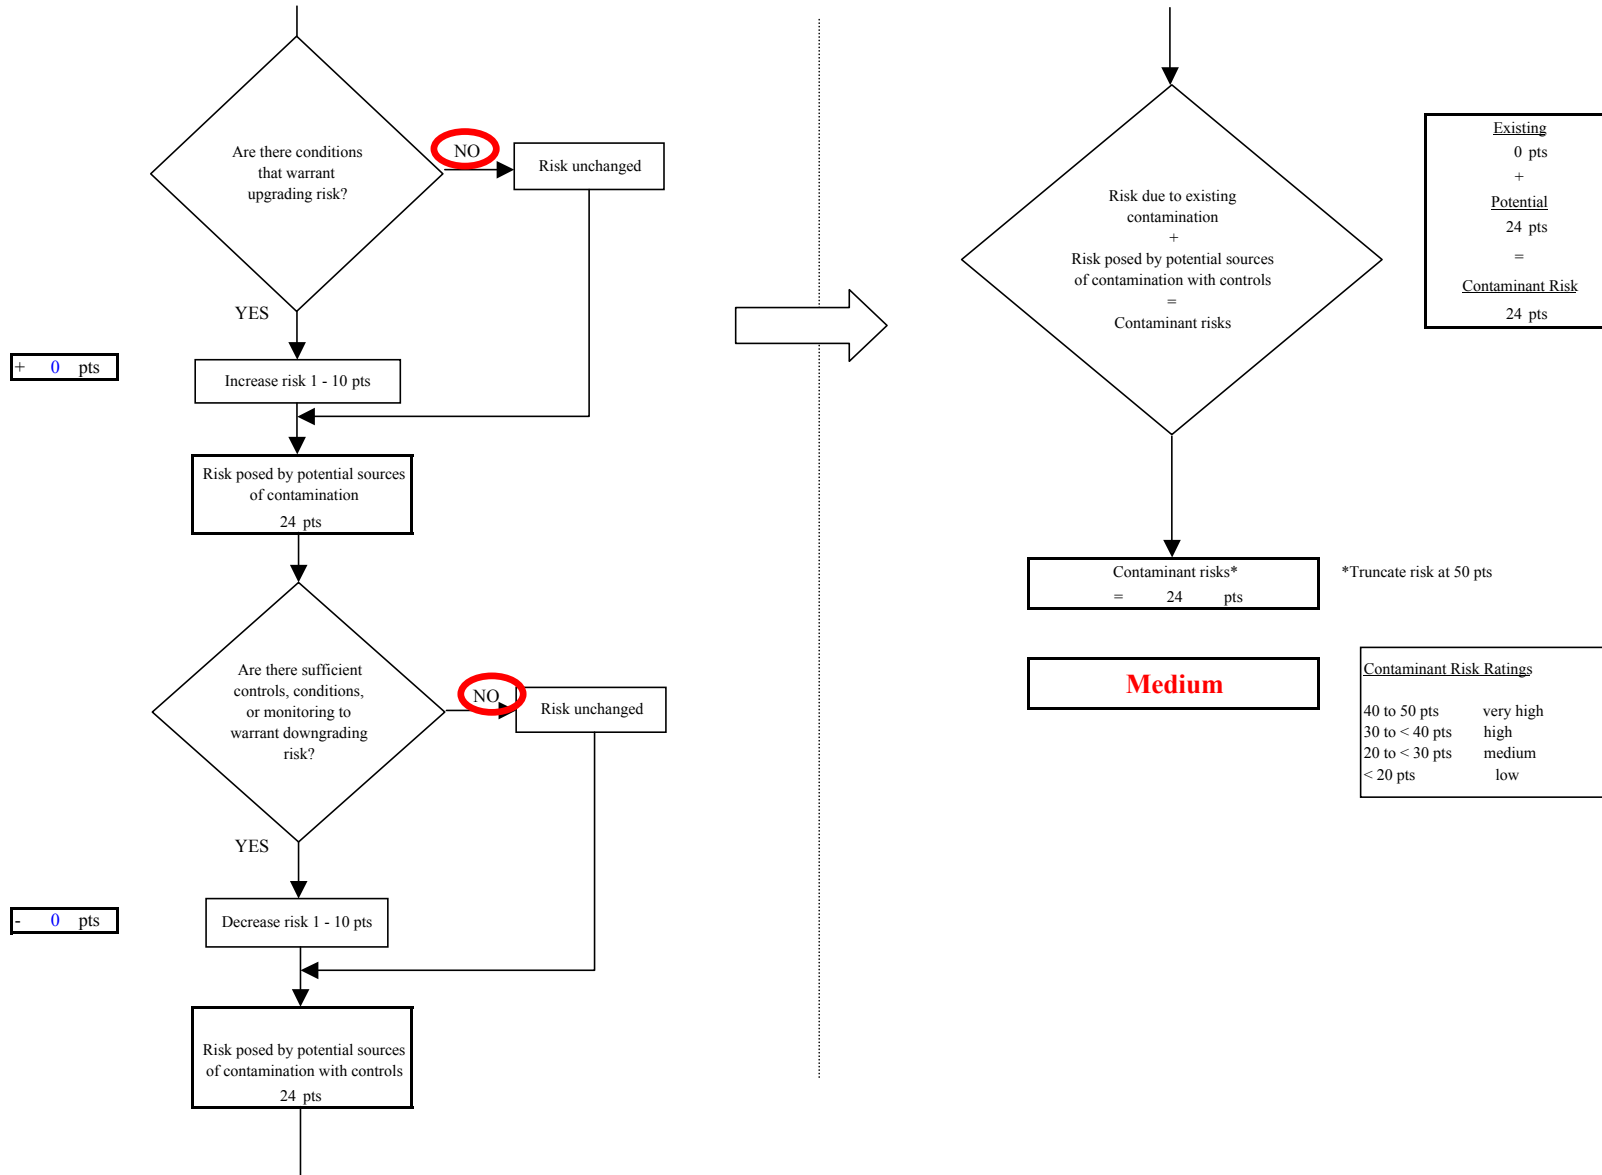 Are there conditions
that warrant
upgrading risk?
NO
Risk unchanged
YES
+ 0 pts
Increase risk 1 - 10 pts
Risk posed by potential sources
of contamination
24 pts
Are there sufficient
controls, conditions,
or monitoring to
warrant downgrading
risk?
NO
Risk unchanged
YES
- 0 pts
Decrease risk 1 - 10 pts
Risk posed by potential sources
of contamination with controls
24 pts
Risk due to existing
contamination
+
Risk posed by potential sources
of contamination with controls
=
Contaminant risks
Existing
0 pts
+
Potential
24 pts
=
Contaminant Risk
24 pts
Contaminant risks*
= 24 pts
*Truncate risk at 50 pts
Medium
Contaminant Risk Ratings
40 to 50 pts very high
30 to < 40 pts high
20 to < 30 pts medium
< 20 pts low